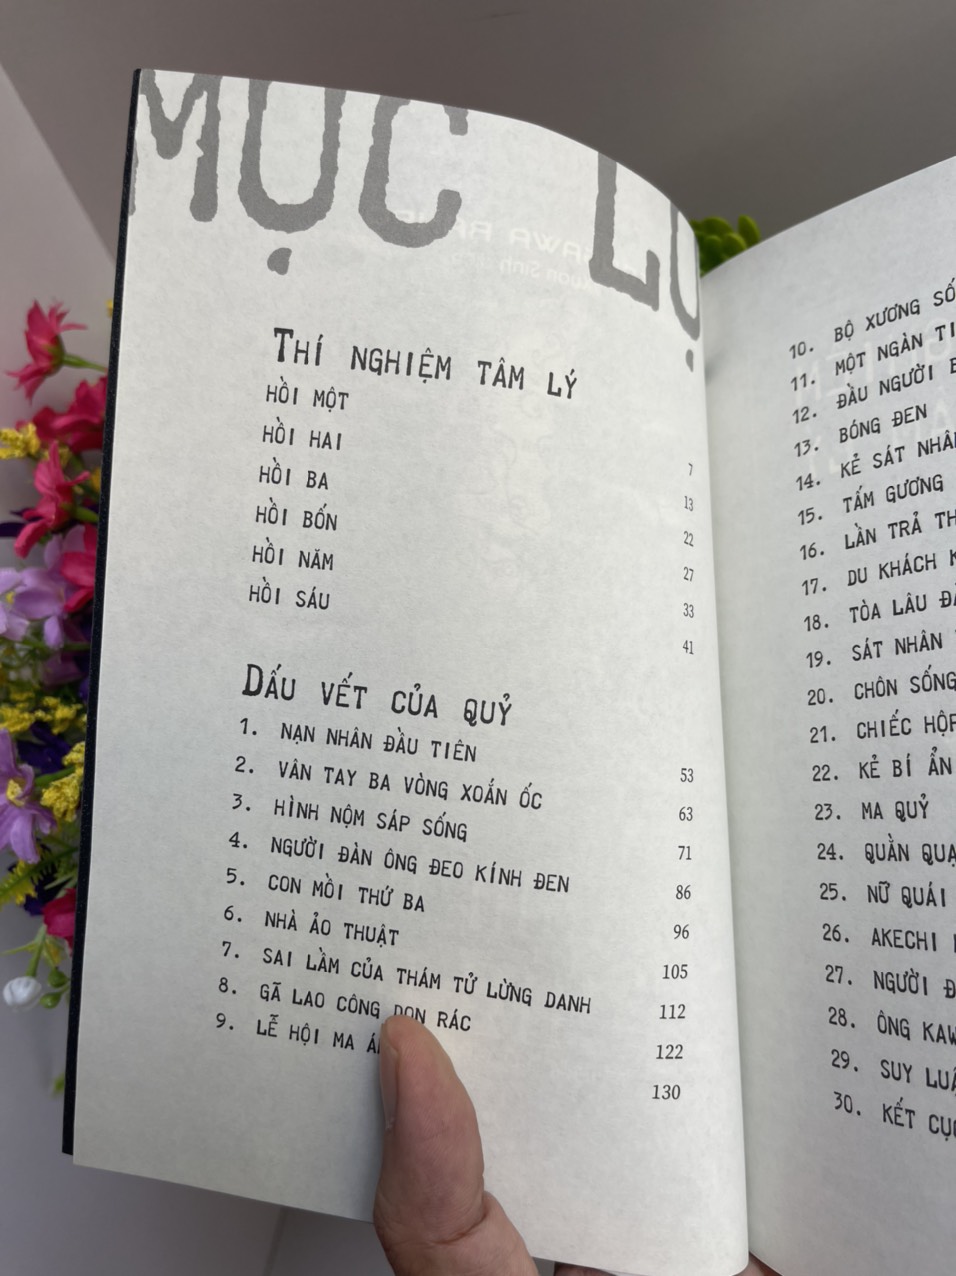 MỤC LỤ
THÍ NGHIỆM TÂM LÝ
HỒI MỘT 7
HỒI HAI 13
HỒI BA 22
HỒI BỐN 27
HỒI NĂM 33
HỒI SÁU 41
DẤU VẾT CỦA QUỶ
1. NẠN NHÂN ĐẦU TIÊN 53
2. VÂN TAY BA VÒNG XOẮN ỐC 63
3. HÌNH NỘM SÁP SỐNG 71
4. NGƯỜI ĐÀN ÔNG ĐEO KÍNH ĐEN 86
5. CON MỒI THỨ BA 96
6. NHÀ ẢO THUẬT 105
7. SAI LẦM CỦA THÁM TỬ LỪNG DANH 112
8. GÃ LAO CÔNG DỌN RÁC 122
9. LỄ HỘI MA 130
10. BỘ XƯƠNG
11. MỘT NGÀN
12. ĐẦU NGƯỜI
13. BÓNG ĐEN
14. KẺ SÁT
15. TẤM GƯƠNG
16. LẦN TRẢ
17. DU KHÁCH
18. TÒA LÂU
19. SÁT NHÂN
20. CHÔN SỐNG
21. CHIẾC
22. KẺ BÍ ẨN
23. MA QUỶ
24. QUẰN
25. NỮ QUÁI
26. AKECHI
27. NGƯỜI
28. ÔNG
29. SUY
30. KẾT